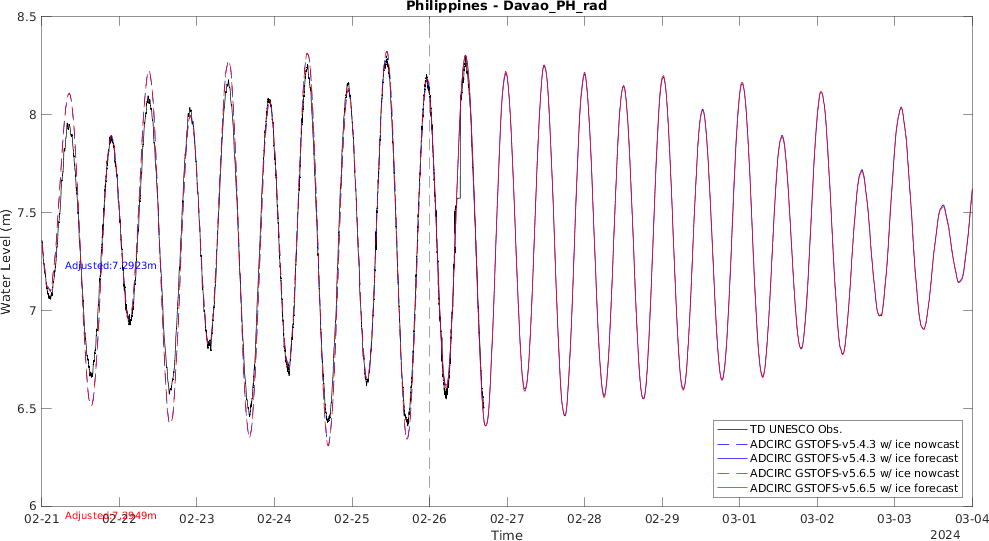 Philippines - Davao_PH_rad
8.5
8
7.5
7
6.5
6
Water Level (m)
Adjusted:7.2923m
Adjusted:7.2949m
TD UNESCO Obs.
ADCIRC GSTOFS-v5.4.3 w/ ice nowcast
ADCIRC GSTOFS-v5.4.3 w/ ice forecast
ADCIRC GSTOFS-v5.6.5 w/ ice nowcast
ADCIRC GSTOFS-v5.6.5 w/ ice forecast
02-21 02-22 02-23 02-24 02-25 02-26 02-27 02-28 02-29 03-01 03-02 03-03 03-04
Time
2024